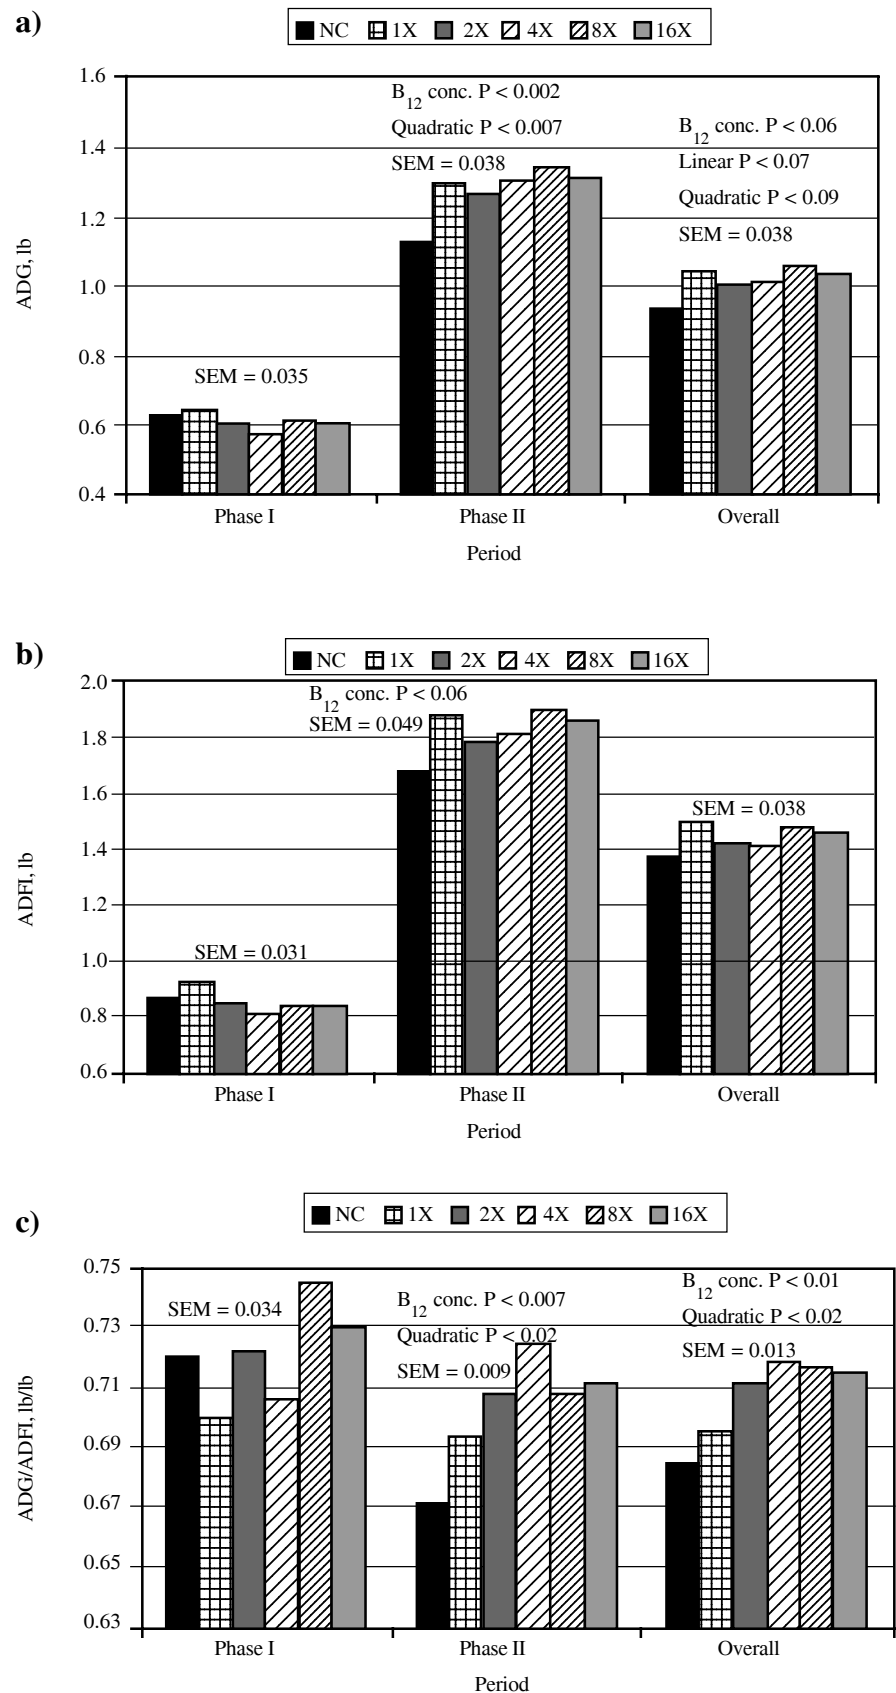 a)
NC 1X 2X 4X 8X 16X
1.6
B12 conc. P < 0.002
Quadratic P < 0.007
SEM = 0.038
B12 conc. P < 0.06
Linear P < 0.07
Quadratic P < 0.09
SEM = 0.038
1.4
1.2
1.0
0.8
0.6
0.4
ADG, lb
SEM = 0.035
Phase I Phase II Overall
Period
b)
NC 1X 2X 4X 8X 16X
2.0
B12 conc. P < 0.06
SEM = 0.049
1.8
1.6
1.4
1.2
1.0
0.8
0.6
ADFI, lb
SEM = 0.038
SEM = 0.031
Phase I Phase II Overall
Period
c)
NC 1X 2X 4X 8X 16X
0.75
SEM = 0.034
B12 conc. P < 0.007
Quadratic P < 0.02
SEM = 0.009
B12 conc. P < 0.01
Quadratic P < 0.02
SEM = 0.013
0.73
0.71
0.69
0.67
0.65
0.63
ADG/ADFI, lb/lb
Phase I Phase II Overall
Period